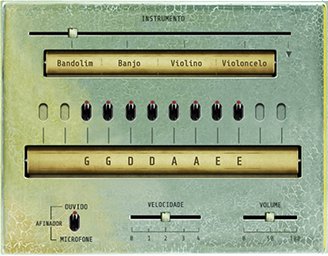 INSTRUMENTO
Bandolim Banjo Violino Violoncelo
G G D D A A E E
OUVIDO
AFINADOR
MICROFONE
VELOCIDADE
0 1 2 3 4
VOLUME
0 50 100